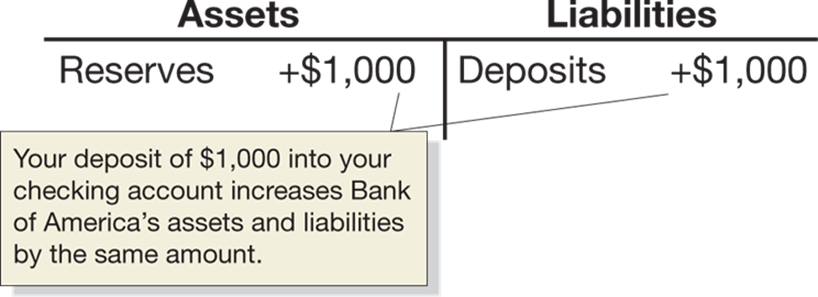 Assets Liabilities
Reserves +$1,000 Deposits +$1,000
Your deposit of $1,000 into your
checking account increases Bank
of America’s assets and liabilities
by the same amount.